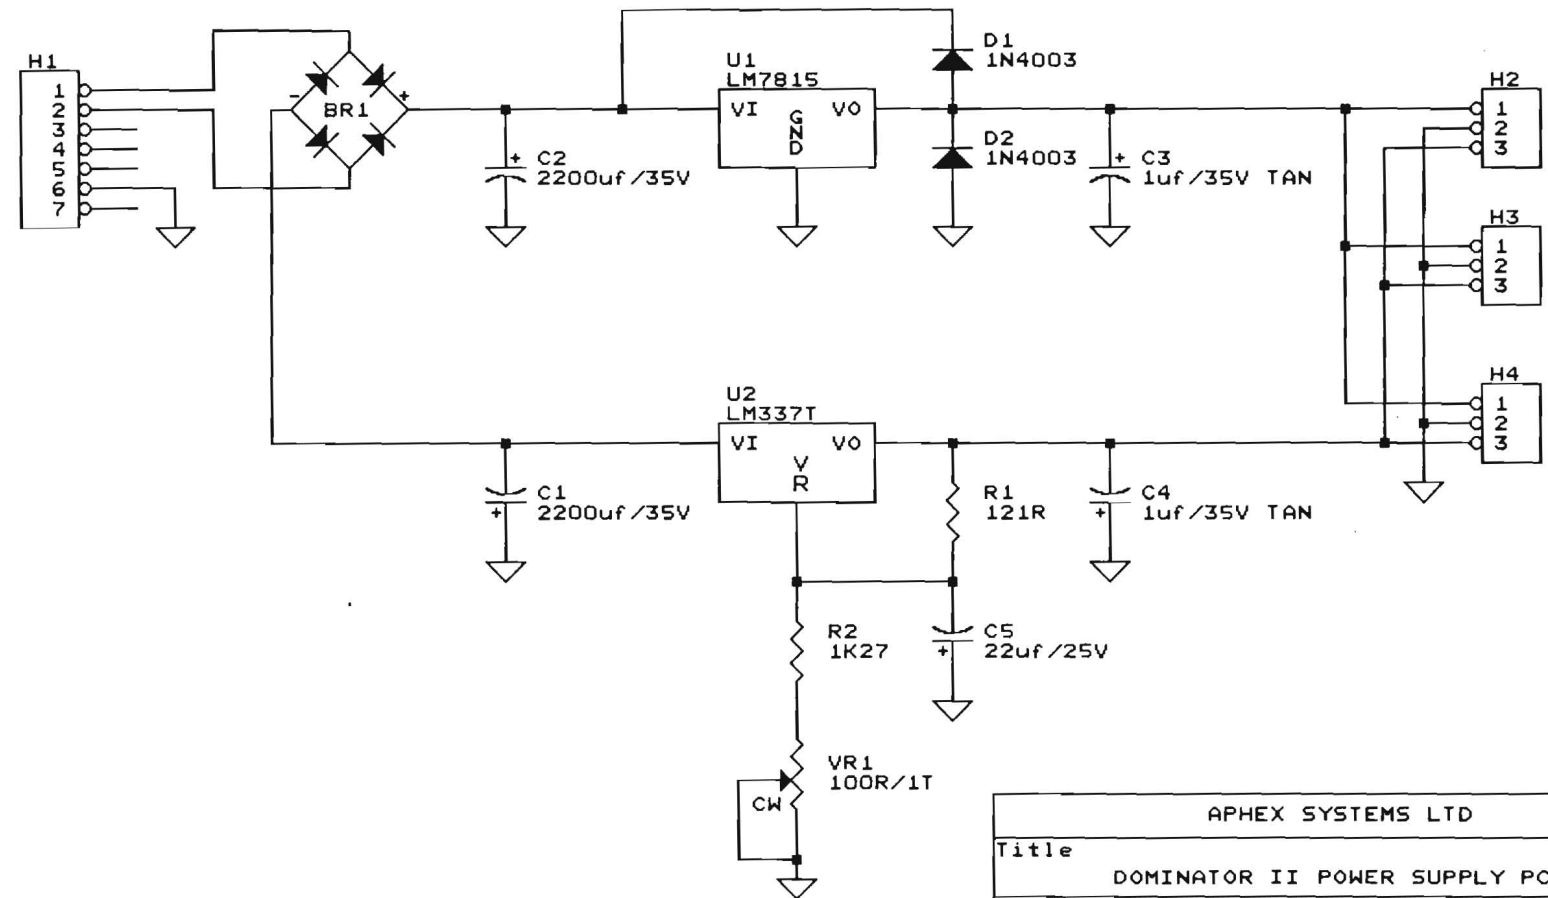 H1
1
2
3
4
5
6
7
-
BR1
+
+
C2
2200uf/35V
U1
LM7815
VI
GND
VO
D1
1N4003
D2
1N4003
+
C3
1uf/35V TAN
H2
1
2
3
H3
1
2
3
H4
1
2
3
+
C1
2200uf/35V
U2
LM337T
VI
VR
VO
R1
121R
+
C4
1uf/35V TAN
R2
1K27
+
C5
22uf/25V
VR1
100R/1T
CW
APHEX SYSTEMS LTD
Title
DOMINATOR II POWER SUPPLY